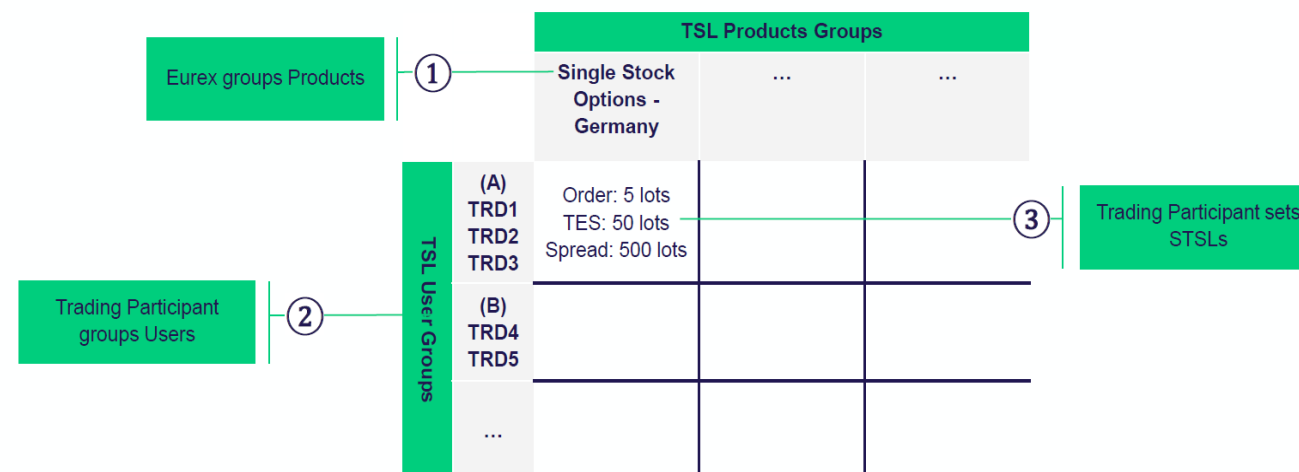 TSL Products Groups
Eurex groups Products
1
Single Stock
Options -
Germany
...
...
TSL User Groups
(A)
TRD1
TRD2
TRD3
Order: 5 lots
TES: 50 lots
Spread: 500 lots
3
Trading Participant sets
STSLs
Trading Participant
groups Users
2
(B)
TRD4
TRD5
...